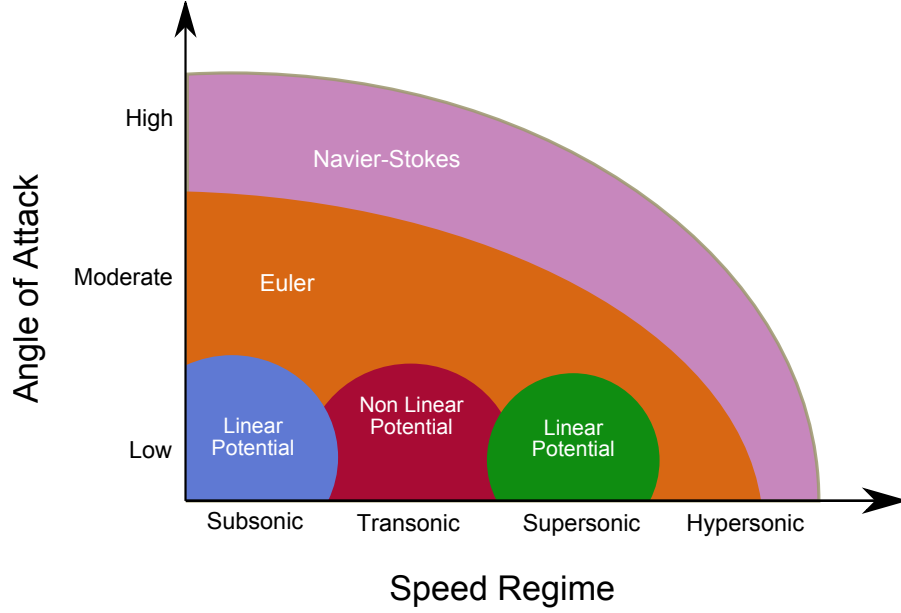 High
Navier-Stokes
Angle of Attack
Moderate
Euler
Non Linear
Potential
Linear
Potential
Linear
Potential
Low
Subsonic
Transonic
Supersonic
Hypersonic
Speed Regime